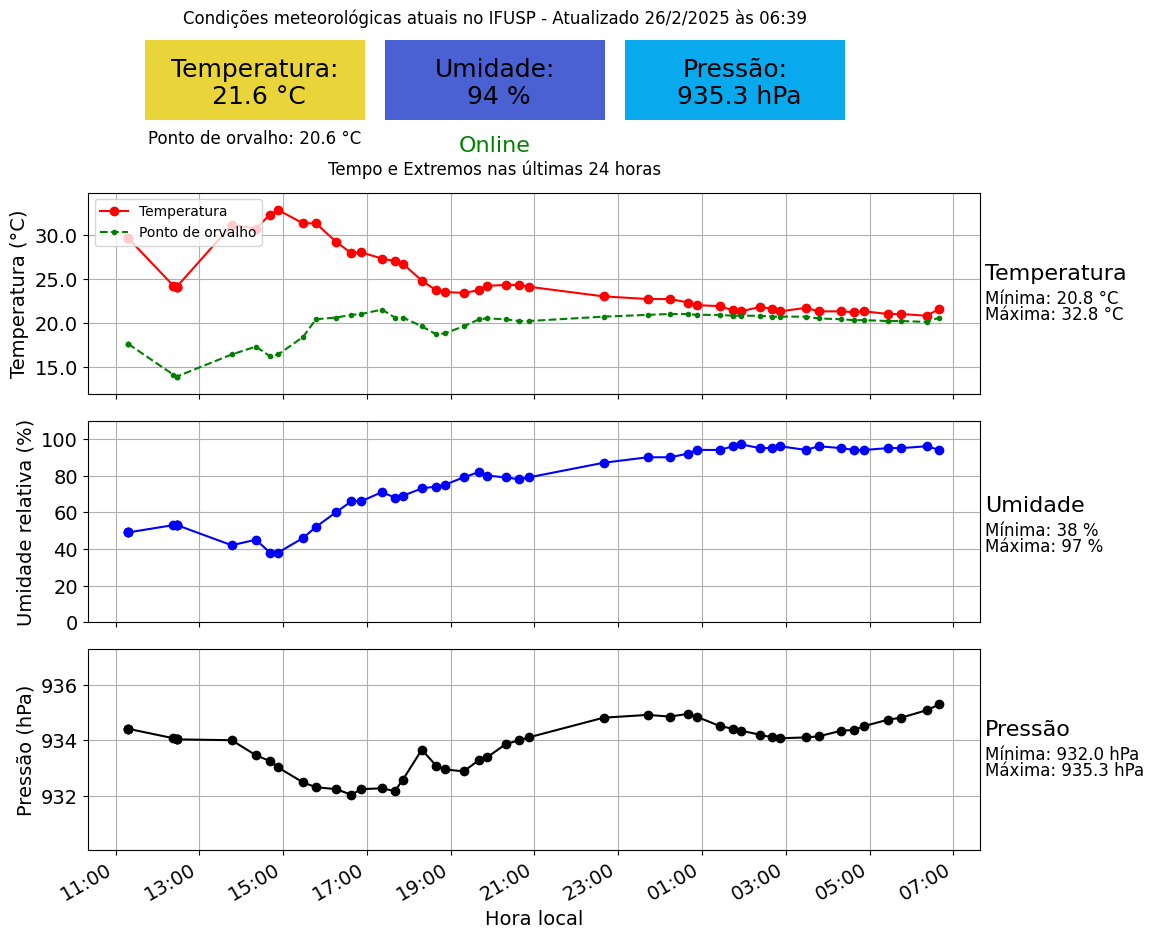 Condições meteorológicas atuais no IFUSP - Atualizado 26/2/2025 às 06:39
Temperatura:
21.6 °C
Umidade:
94 %
Pressão:
935.3 hPa
Ponto de orvalho: 20.6 °C
Online
Tempo e Extremos nas últimas 24 horas
Temperatura (°C)
30.0
25.0
20.0
15.0
Temperatura
Ponto de orvalho
Temperatura
Mínima: 20.8 °C
Máxima: 32.8 °C
Umidade relativa (%)
100
80
60
40
20
0
Umidade
Mínima: 38 %
Máxima: 97 %
Pressão (hPa)
936
934
932
Pressão
Mínima: 932.0 hPa
Máxima: 935.3 hPa
11:00
13:00
15:00
17:00
19:00
21:00
23:00
01:00
03:00
05:00
07:00
Hora local